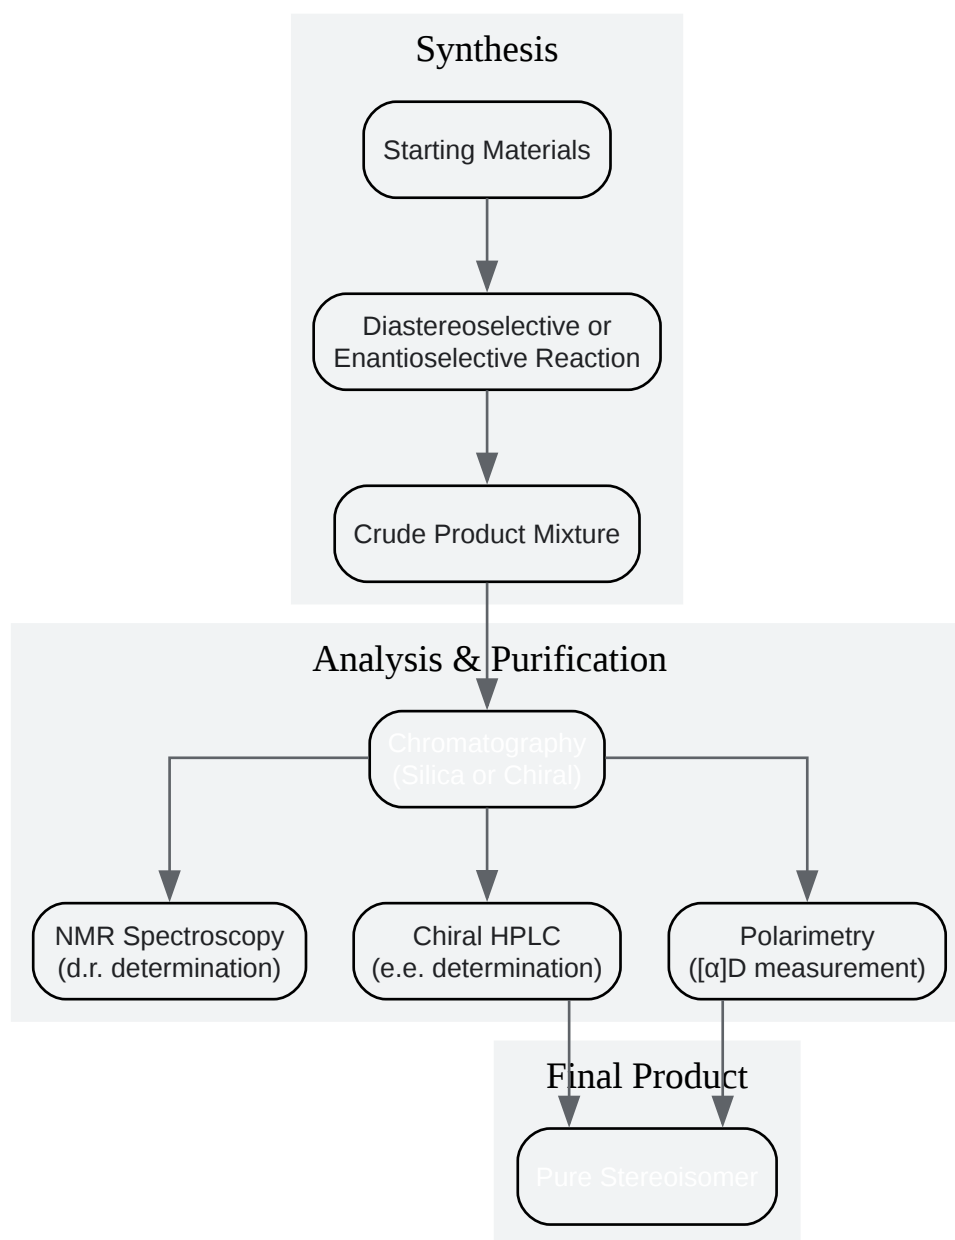 Synthesis
Starting Materials
Diastereoselective or
Enantioselective Reaction
Crude Product Mixture
Analysis & Purification
Chromatography
(Silica or Chiral)
NMR Spectroscopy
(d.r. determination)
Chiral HPLC
(e.e. determination)
Polarimetry
([α]D measurement)
Final Product
Pure Stereoisomer